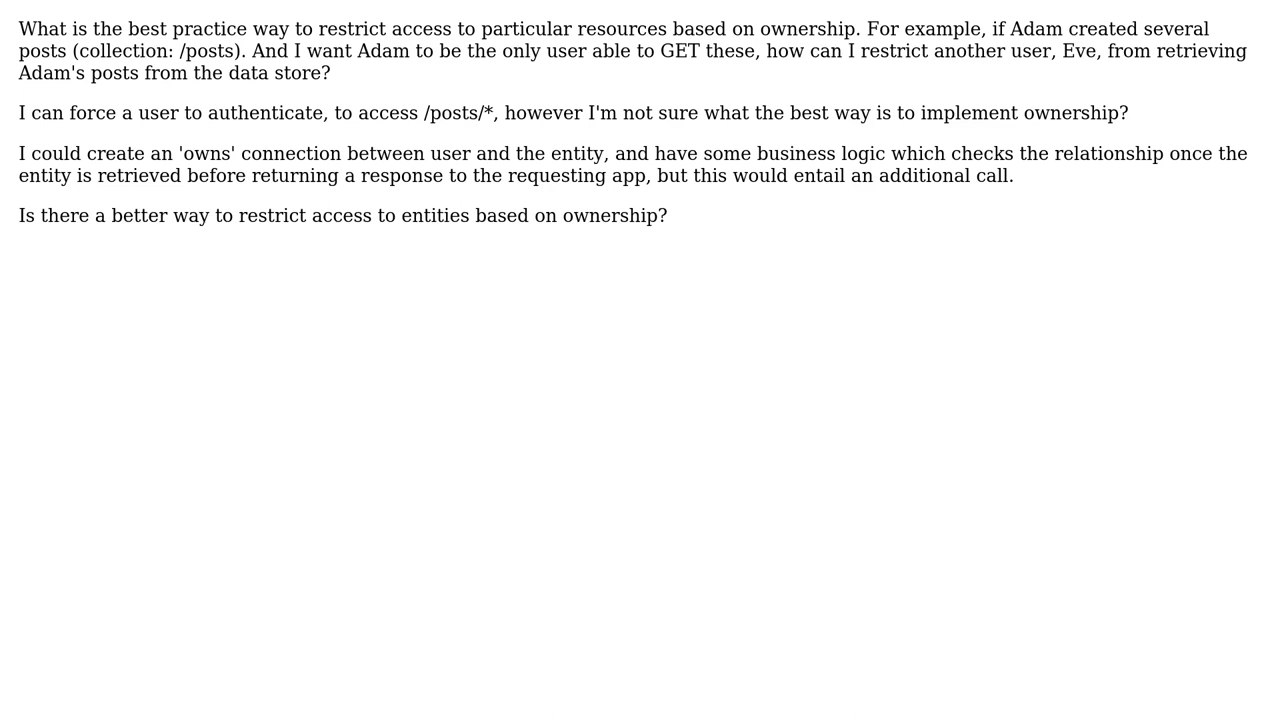 What is the best practice way to restrict access to particular resources based on ownership. For example, if Adam created several
posts (collection: /posts). And I want Adam to be the only user able to GET these, how can I restrict another user, Eve, from retrieving
Adam's posts from the data store?
I can force a user to authenticate, to access /posts/*, however I'm not sure what the best way is to implement ownership?
I could create an 'owns' connection between user and the entity, and have some business logic which checks the relationship once the
entity is retrieved before returning a response to the requesting app, but this would entail an additional call.
Is there a better way to restrict access to entities based on ownership?